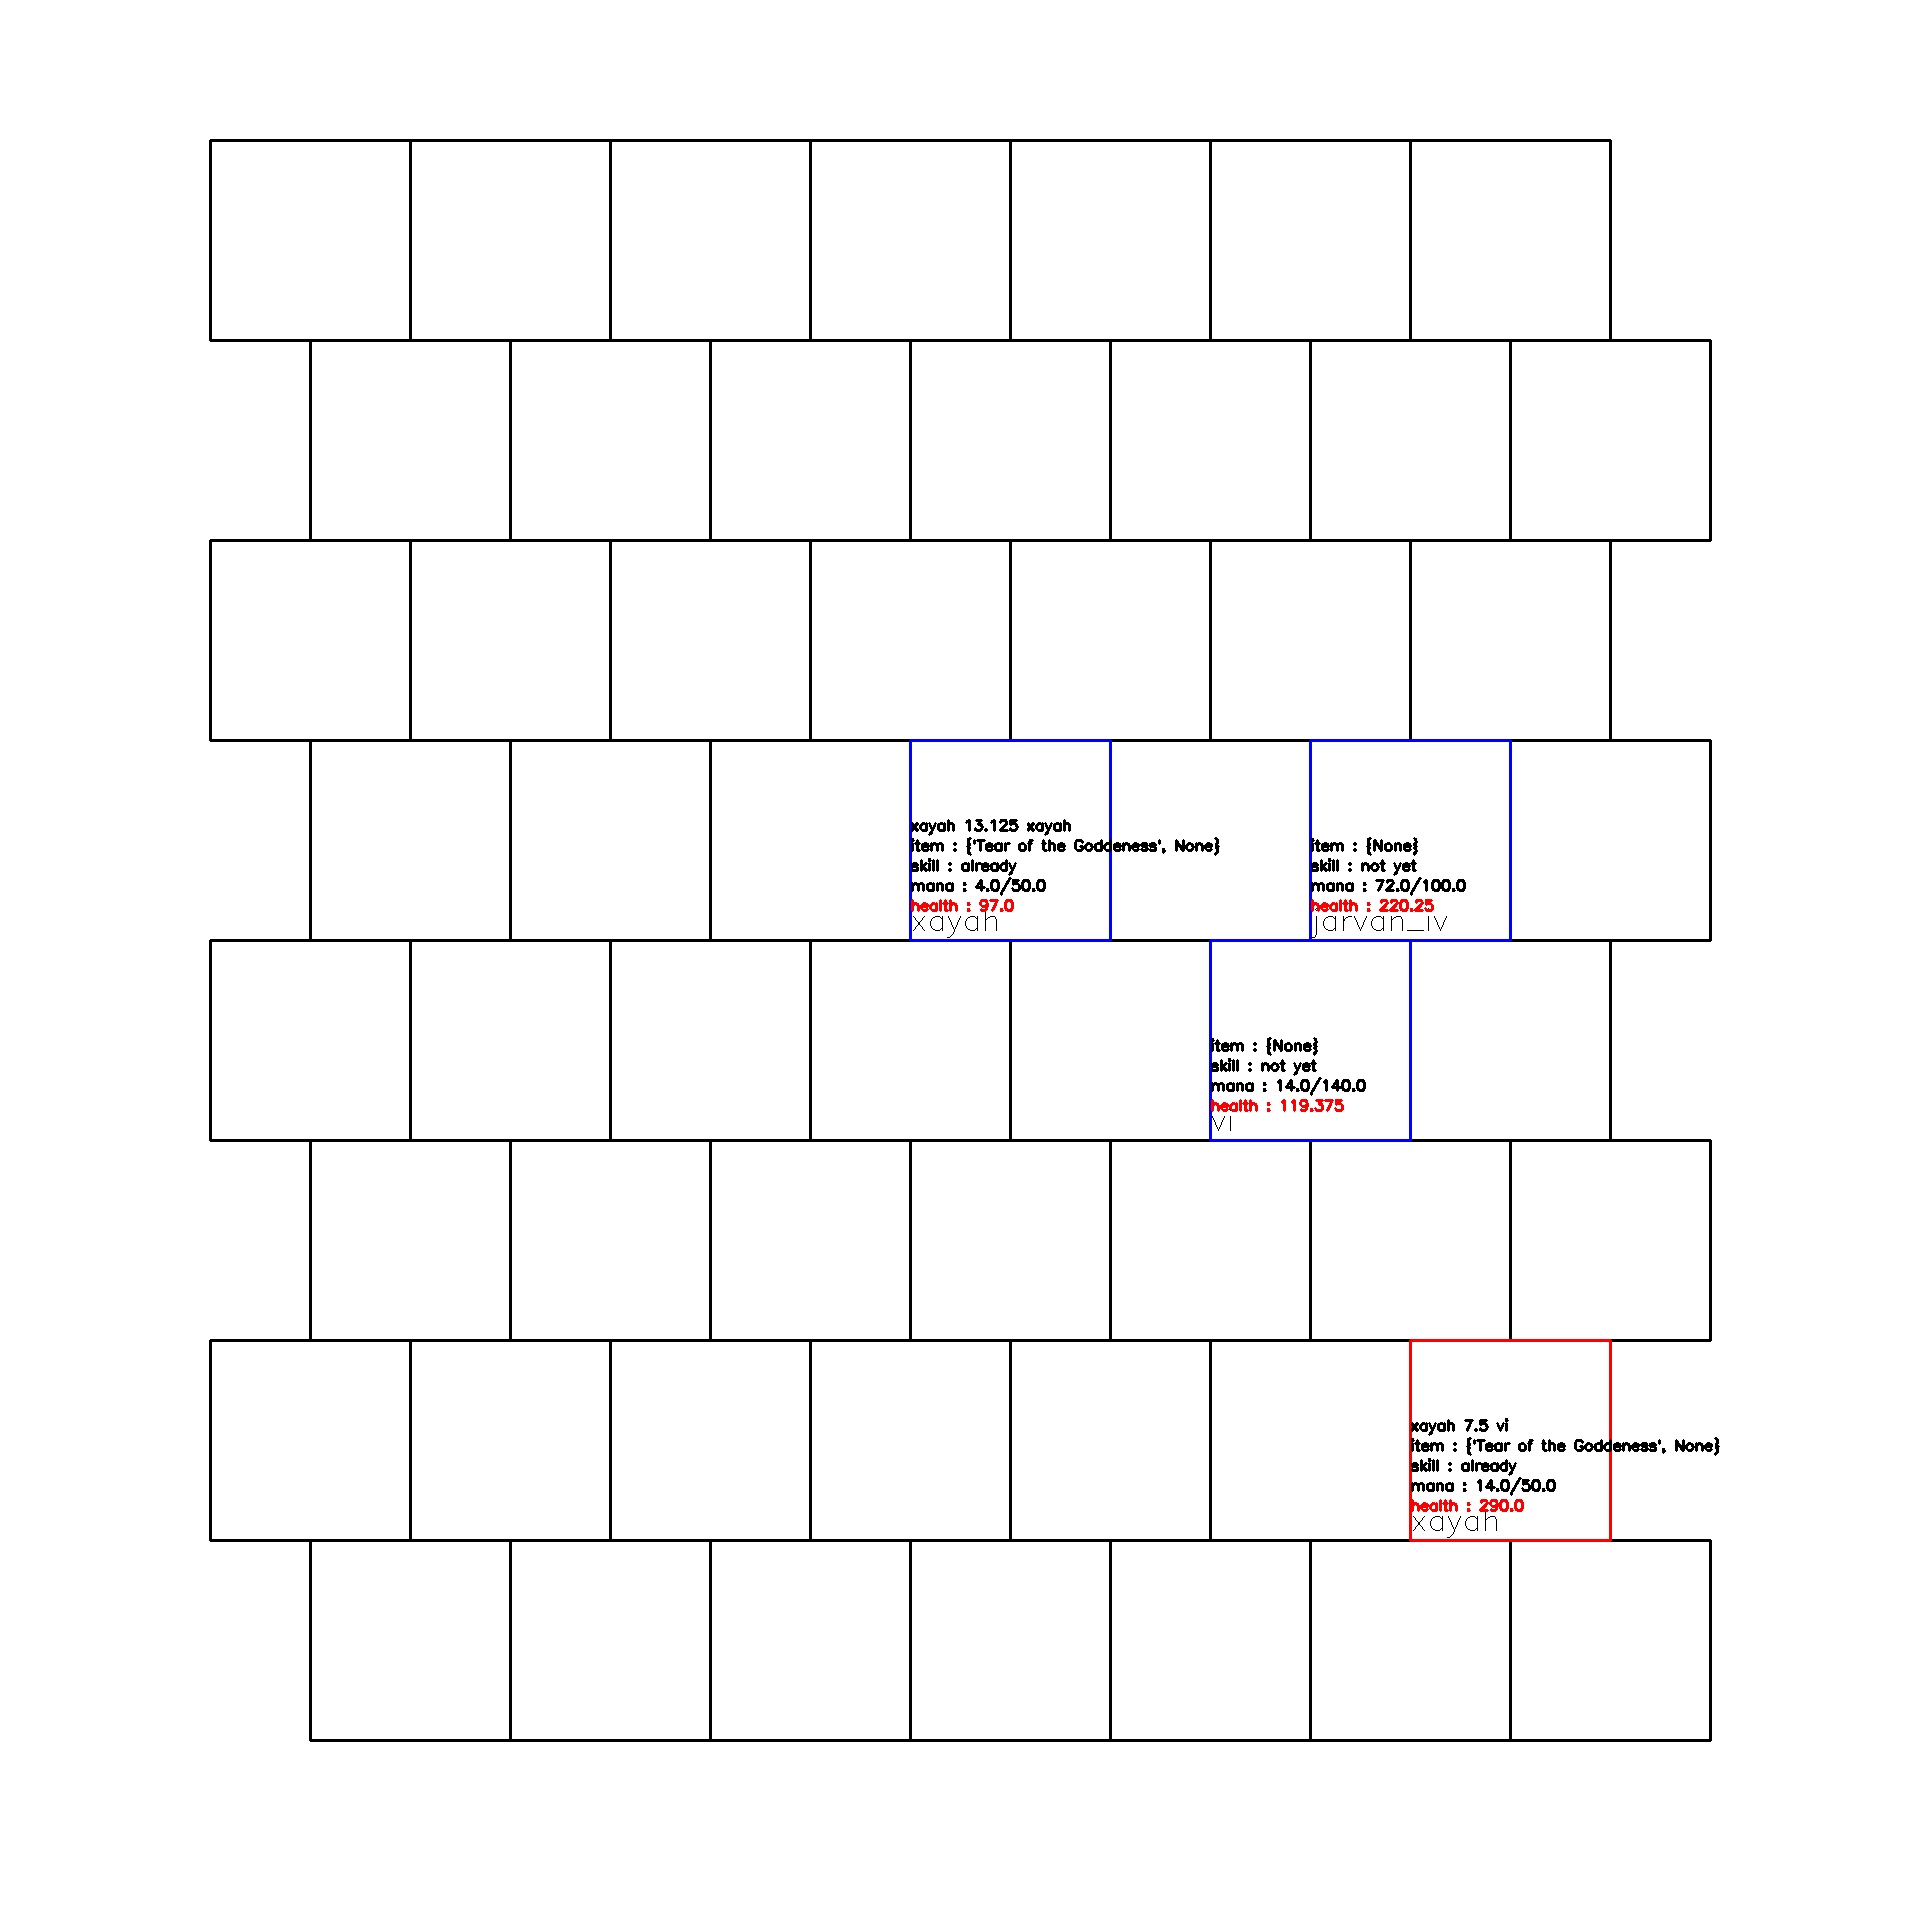 xayah 13.125 xayah
item : {'Tear of the Goddeness', None}
skill : already
mana : 4.0/50.0
health : 97.0
xayah
item : {None}
skill : not yet
mana : 72.0/100.0
health : 220.25
jarvan_iv
item : {None}
skill : not yet
mana : 14.0/140.0
health : 119.375
vi
xayah 7.5 vi
item : {'Tear of the Goddeness', None}
skill : already
mana : 14.0/50.0
health : 290.0
xayah